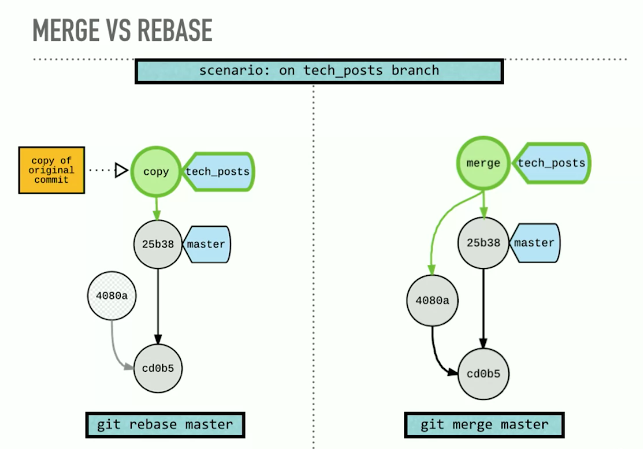 MERGE VS REBASE
scenario: on tech_posts branch
copy of
original
commit
copy
tech_posts
25b38
master
4080a
cd0b5
git rebase master
merge
tech_posts
25b38
master
4080a
cd0b5
git merge master